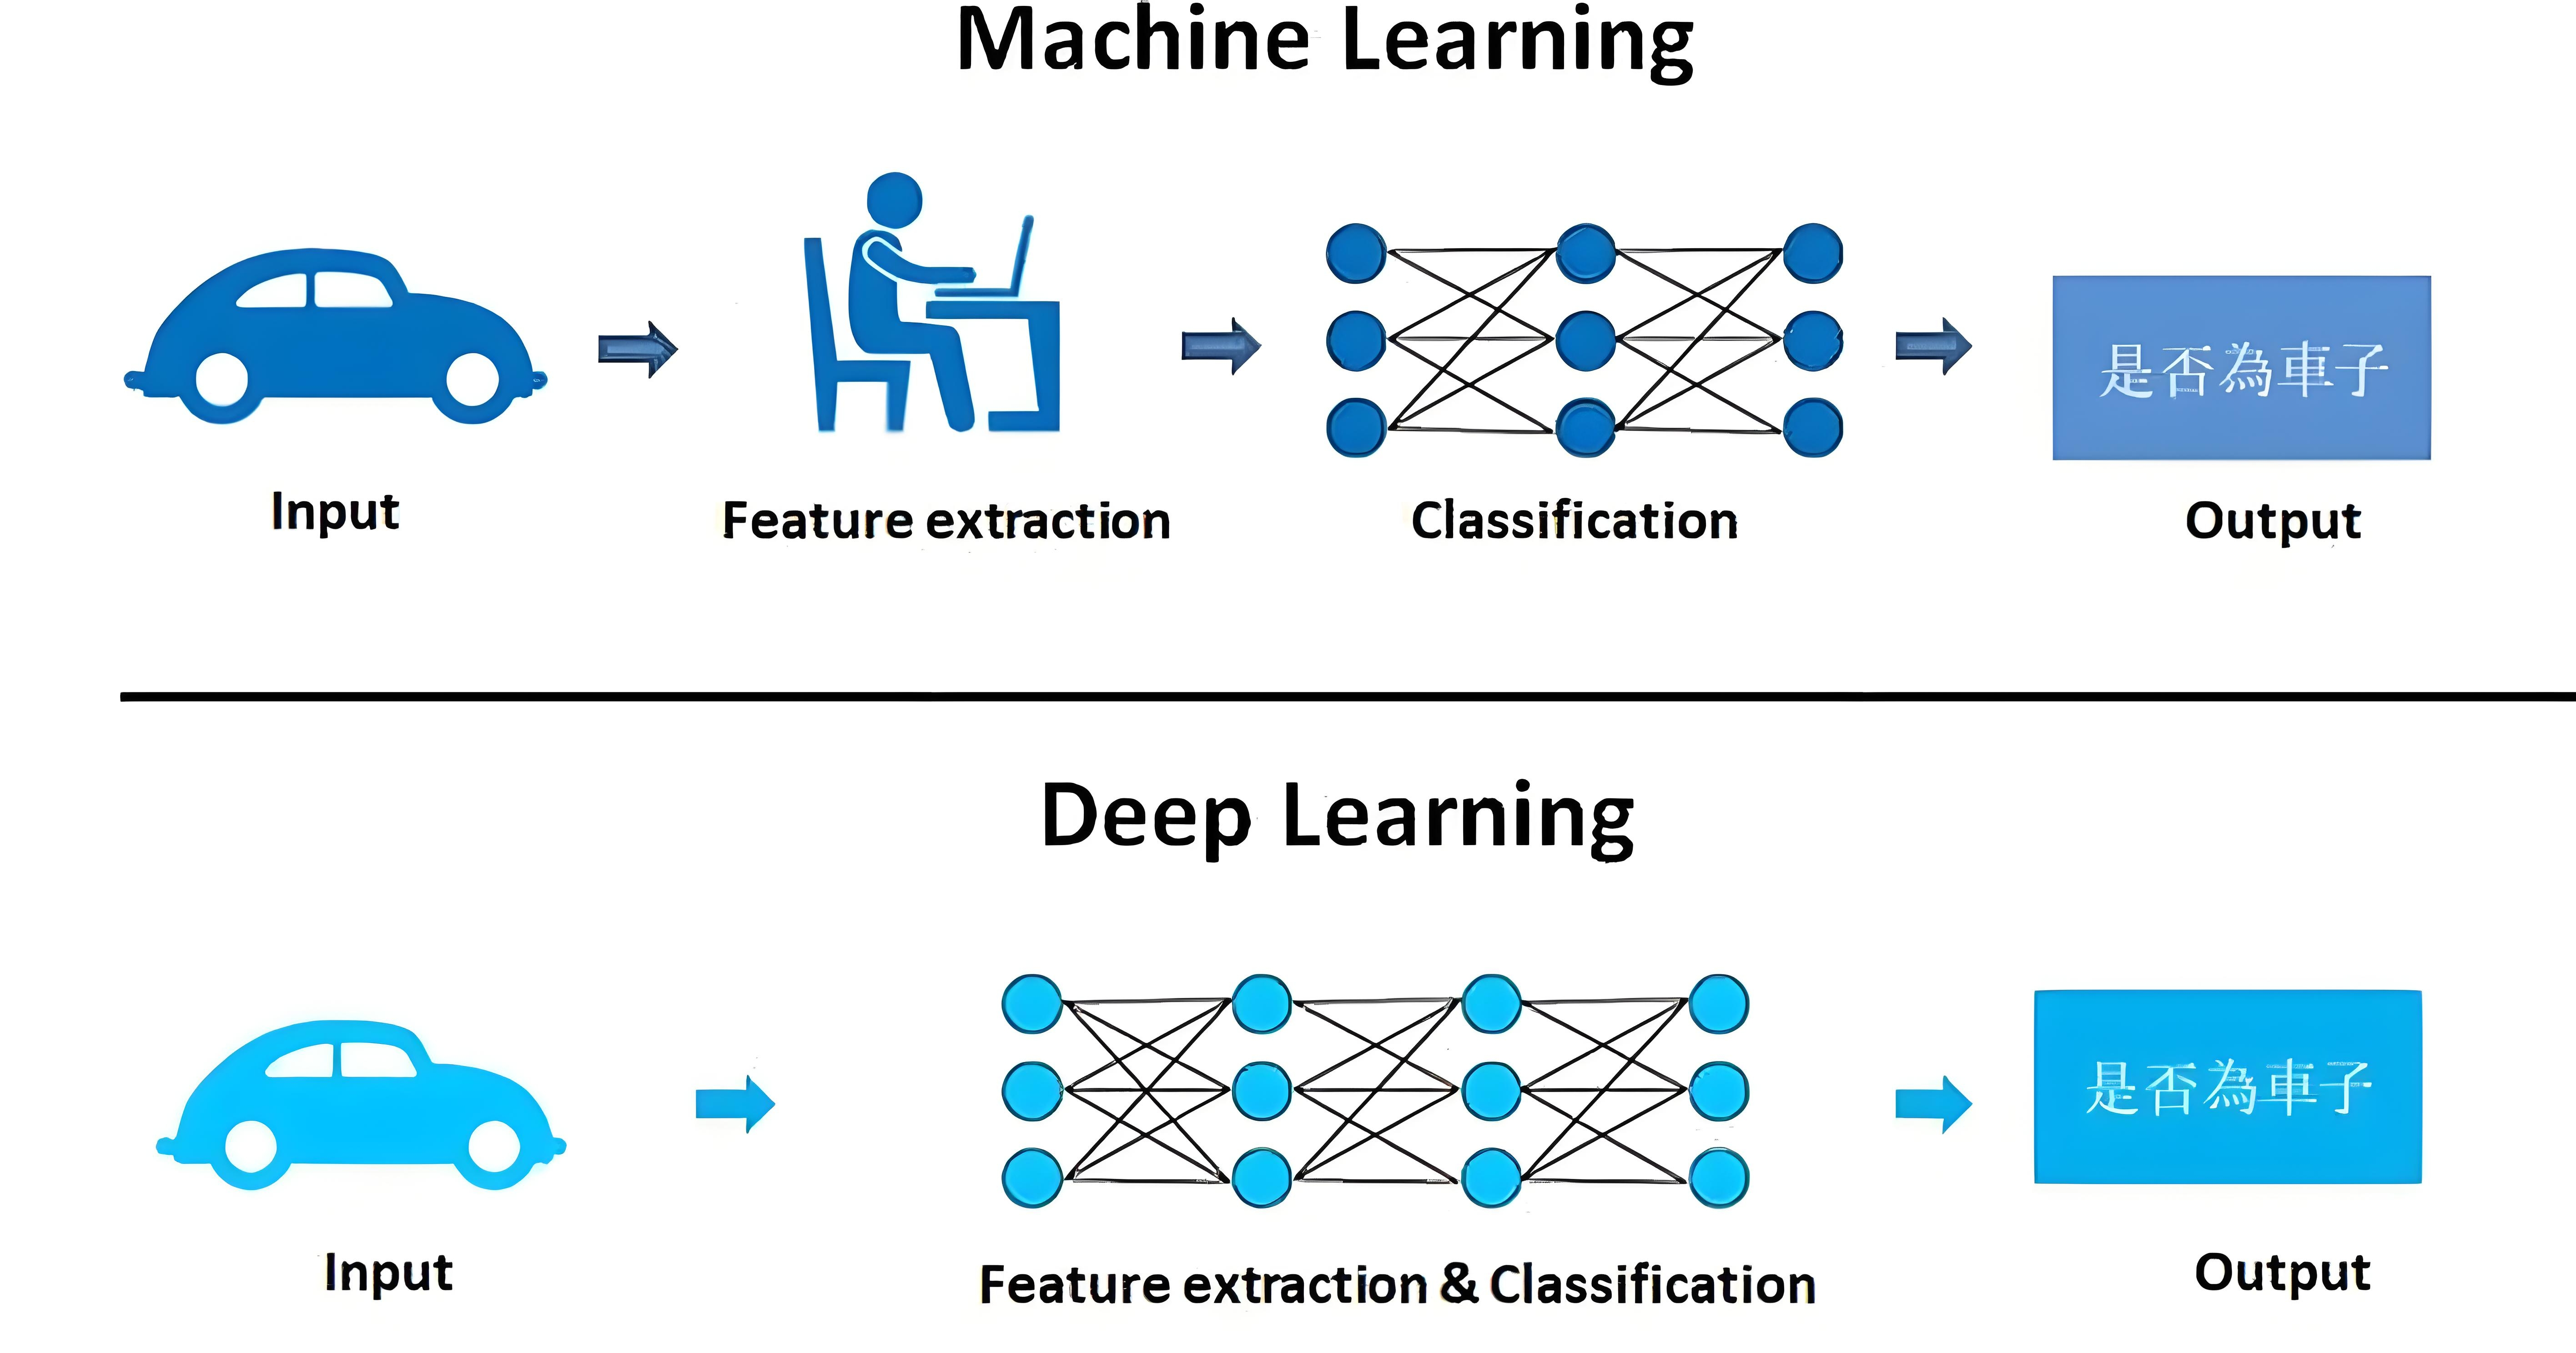 Machine Learning
是否為車子
Input
Feature extraction
Classification
Output
Deep Learning
是否為車子
Input
Feature extraction & Classification
Output